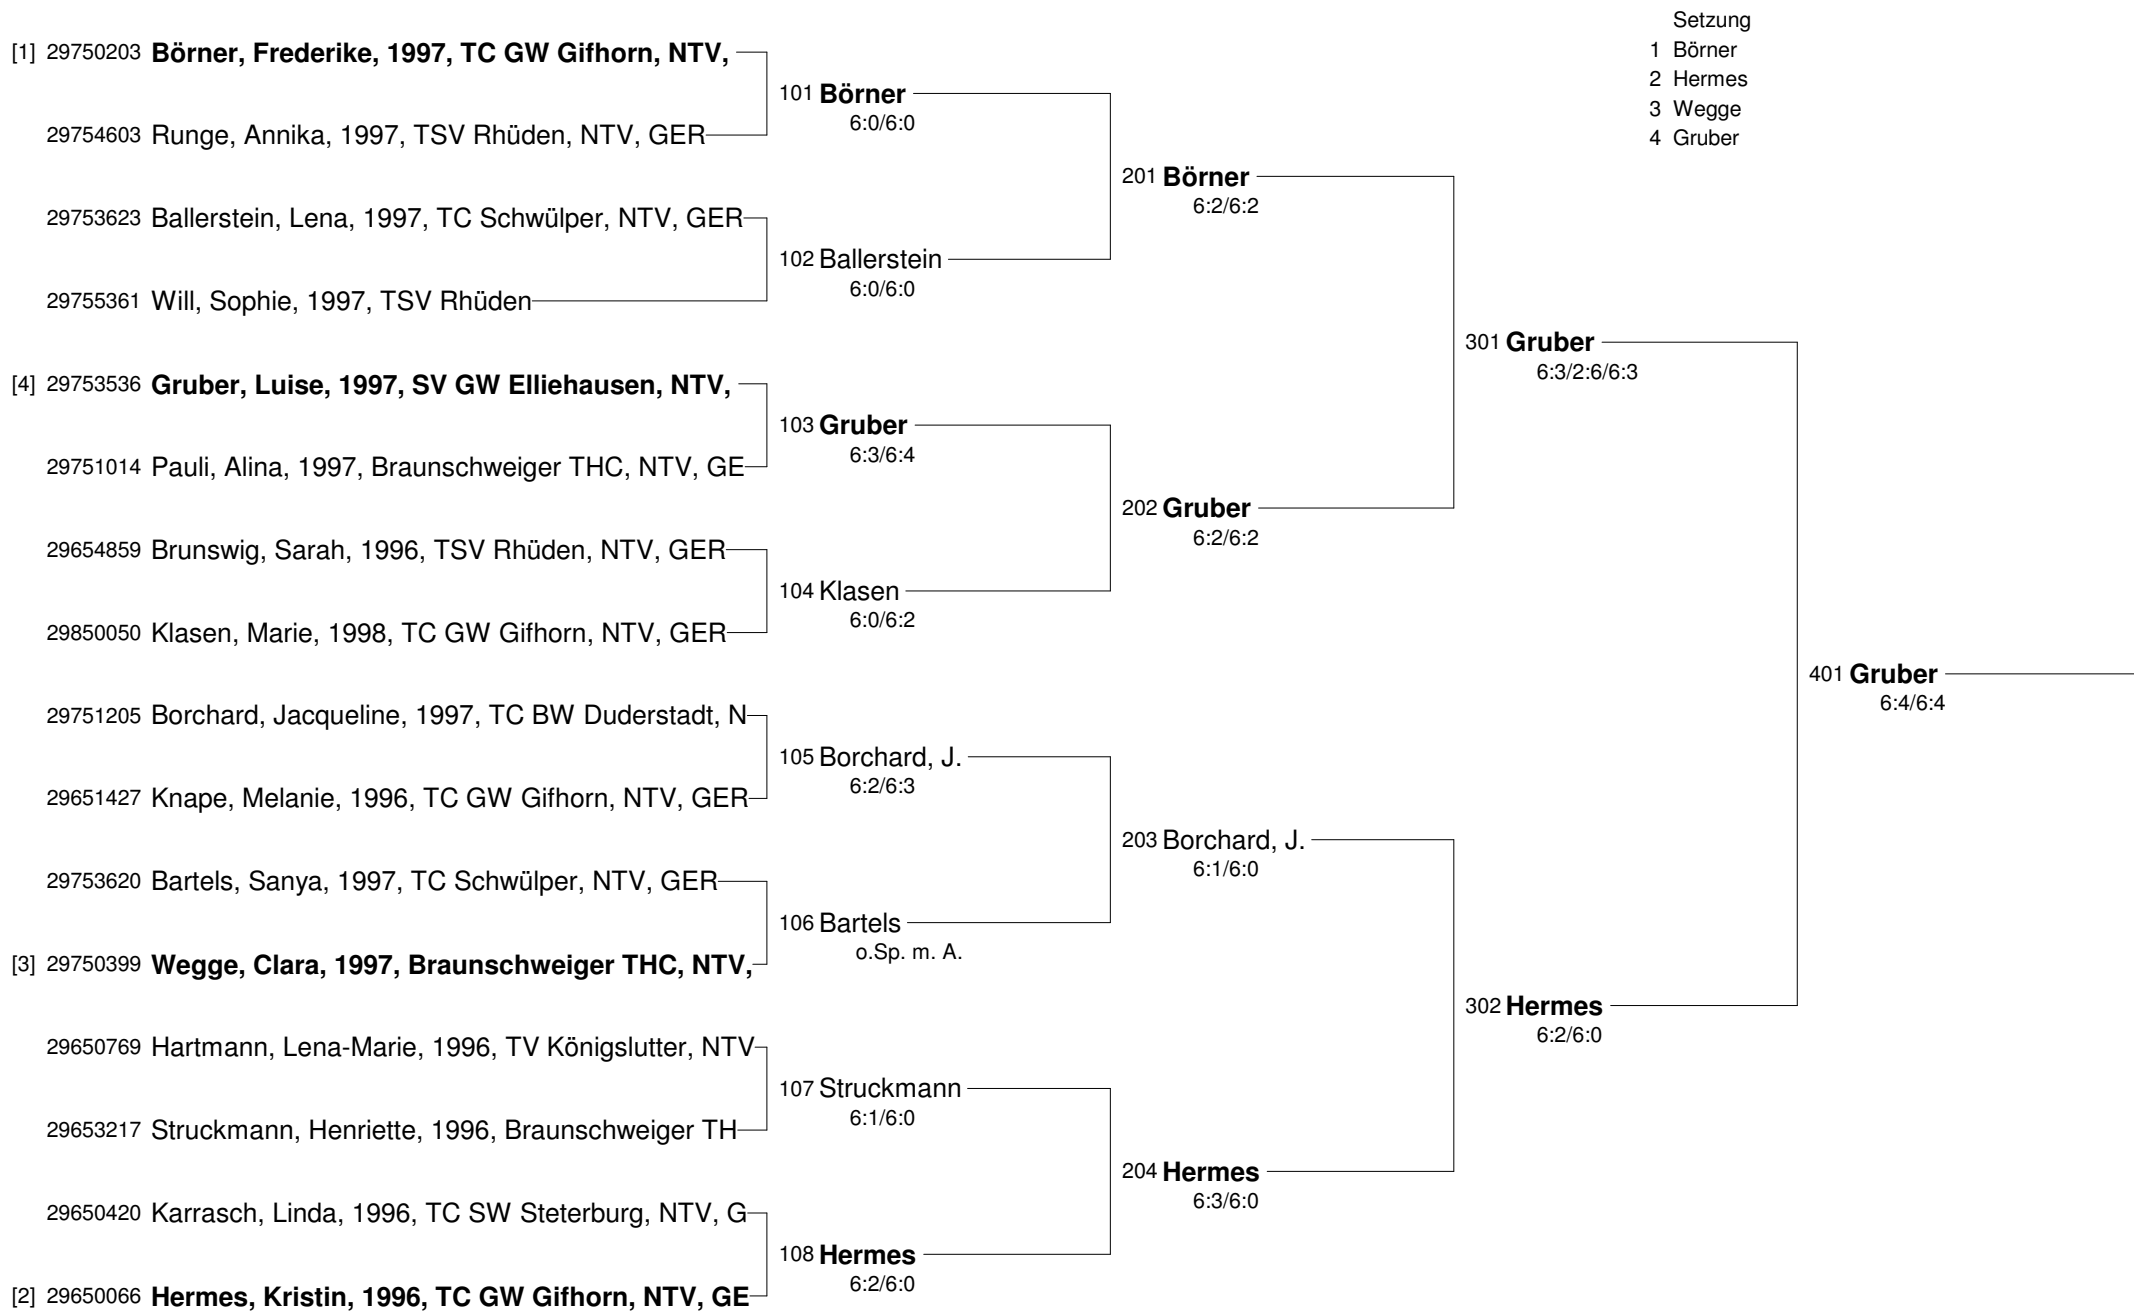 Setzung
1 Börner
2 Hermes
3 Wegge
4 Gruber
[1] 29750203 Börner, Frederike, 1997, TC GW Gifhorn, NTV,
101 Börner
6:0/6:0
29754603 Runge, Annika, 1997, TSV Rhüden, NTV, GER
201 Börner
6:2/6:2
29753623 Ballerstein, Lena, 1997, TC Schwülper, NTV, GER
102 Ballerstein
6:0/6:0
29755361 Will, Sophie, 1997, TSV Rhüden
301 Gruber
6:3/2:6/6:3
[4] 29753536 Gruber, Luise, 1997, SV GW Elliehausen, NTV,
103 Gruber
6:3/6:4
29751014 Pauli, Alina, 1997, Braunschweiger THC, NTV, GE
202 Gruber
6:2/6:2
29654859 Brunswig, Sarah, 1996, TSV Rhüden, NTV, GER
104 Klasen
6:0/6:2
29850050 Klasen, Marie, 1998, TC GW Gifhorn, NTV, GER
401 Gruber
6:4/6:4
29751205 Borchard, Jacqueline, 1997, TC BW Duderstadt, N
105 Borchard, J.
6:2/6:3
29651427 Knape, Melanie, 1996, TC GW Gifhorn, NTV, GER
203 Borchard, J.
6:1/6:0
29753620 Bartels, Sanya, 1997, TC Schwülper, NTV, GER
106 Bartels
o.Sp. m. A.
[3] 29750399 Wegge, Clara, 1997, Braunschweiger THC, NTV,
302 Hermes
6:2/6:0
29650769 Hartmann, Lena-Marie, 1996, TV Königslutter, NTV
107 Struckmann
6:1/6:0
29653217 Struckmann, Henriette, 1996, Braunschweiger TH
204 Hermes
6:3/6:0
29650420 Karrasch, Linda, 1996, TC SW Steterburg, NTV, G
108 Hermes
6:2/6:0
[2] 29650066 Hermes, Kristin, 1996, TC GW Gifhorn, NTV, GE